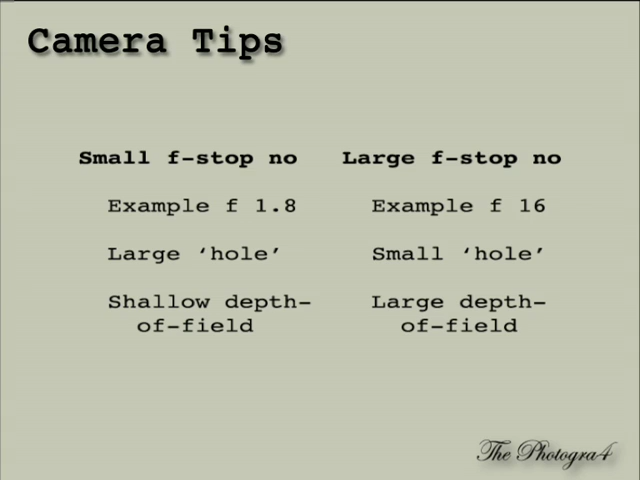 Camera Tips
Small f-stop no
Large f-stop no
Example f 1.8
Example f 16
Large ‘hole’
Small ‘hole’
Shallow depth-
of-field
Large depth-
of-field
The Photogra4